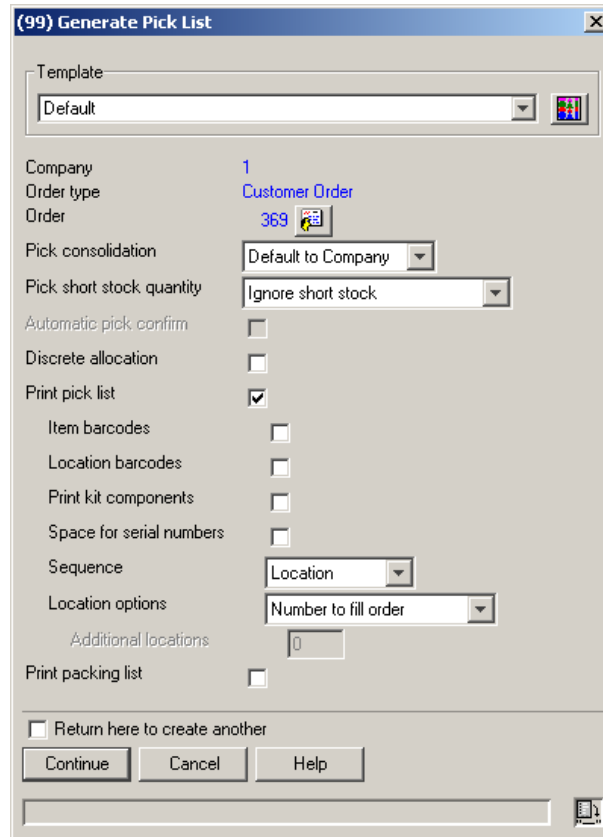 (99) Generate Pick List
Template
Default
Company 1
Order type Customer Order
Order 369
Pick consolidation Default to Company
Pick short stock quantity Ignore short stock
Automatic pick confirm
Discrete allocation
Print pick list
Item barcodes
Location barcodes
Print kit components
Space for serial numbers
Sequence Location
Location options Number to fill order
Additional locations 0
Print packing list
Return here to create another
Continue Cancel Help